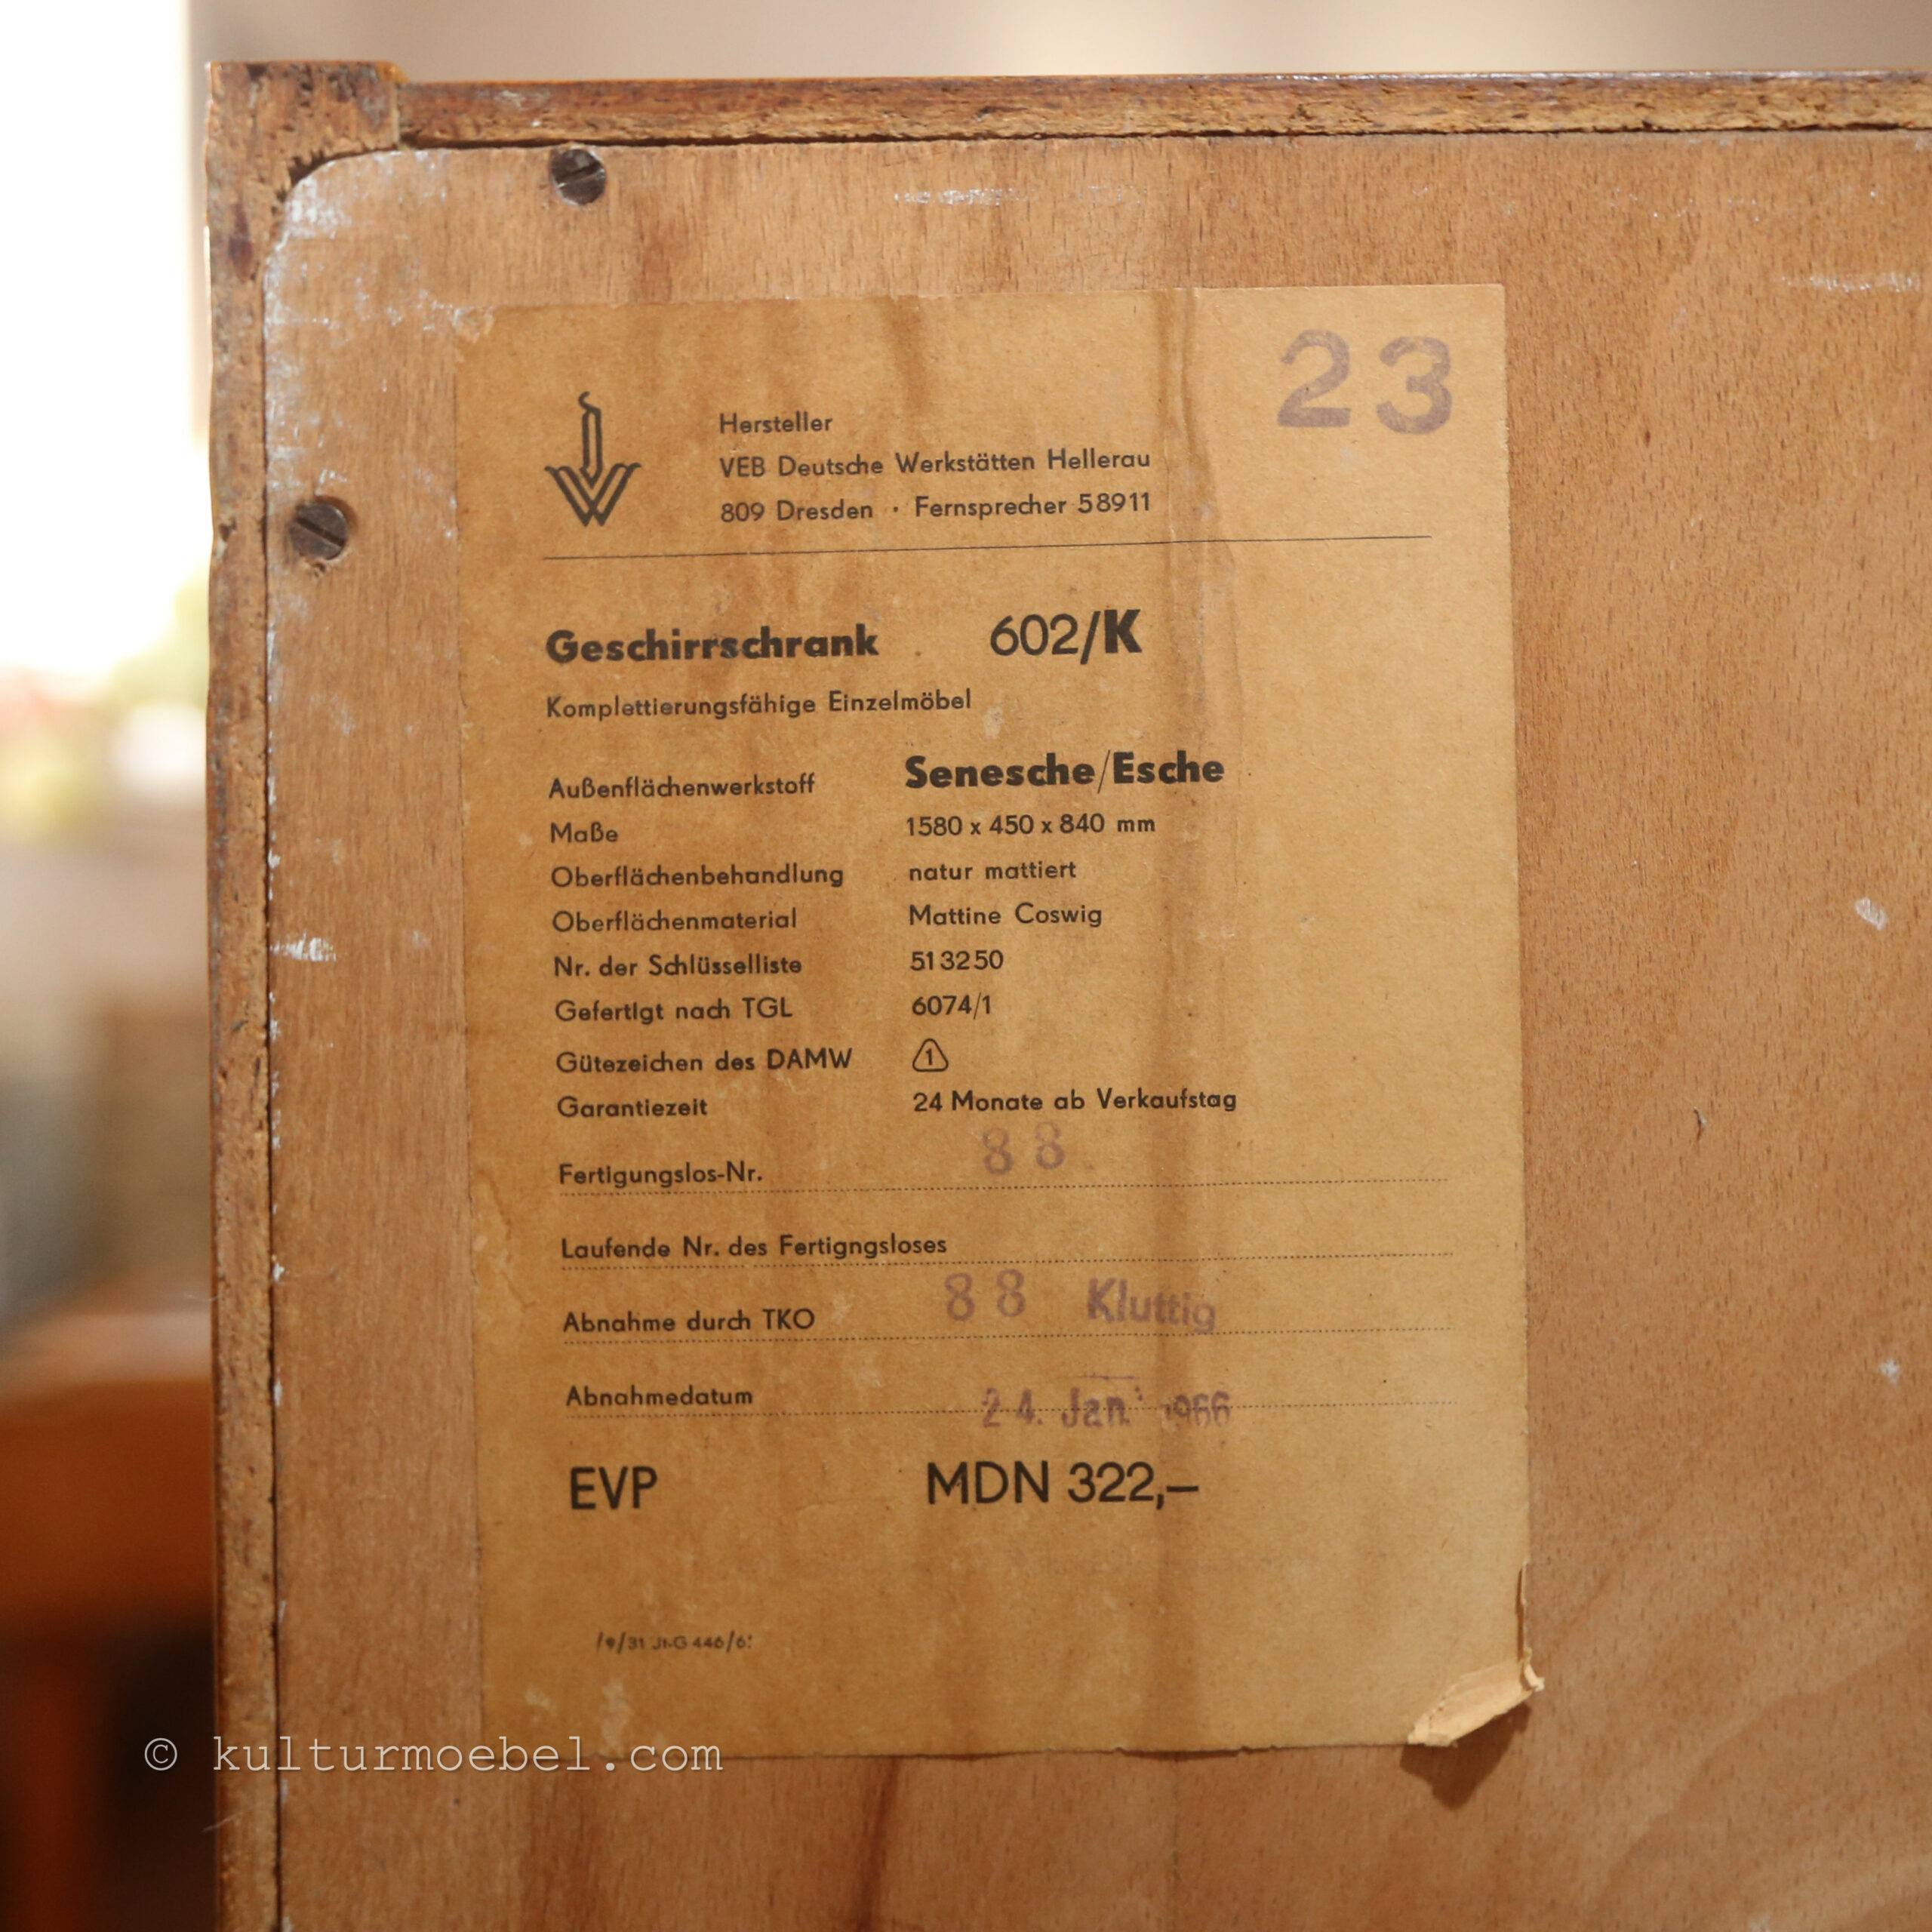 23
Hersteller
VEB Deutsche Werkstätten Hellerau
809 Dresden · Fernsprecher 58911
Geschirrschrank 602/K
Komplettierungsfähige Einzelmöbel
Außenflächenwerkstoff Senesche/Esche
Maße 1580 x 450 x 840 mm
Oberflächenbehandlung natur mattiert
Oberflächenmaterial Mattine Coswig
Nr. der Schlüsselliste 513250
Gefertigt nach TGL 6074/1
Gütezeichen des DAMW 1
Garantiezeit 24 Monate ab Verkaufstag
Fertigungslos-Nr. 88
Laufende Nr. des Fertigngsloses
Abnahme durch TKO 88 Kluttig
Abnahmedatum 24. Jan. 1966
EVP MDN 322,—
© kulturmoebel.com